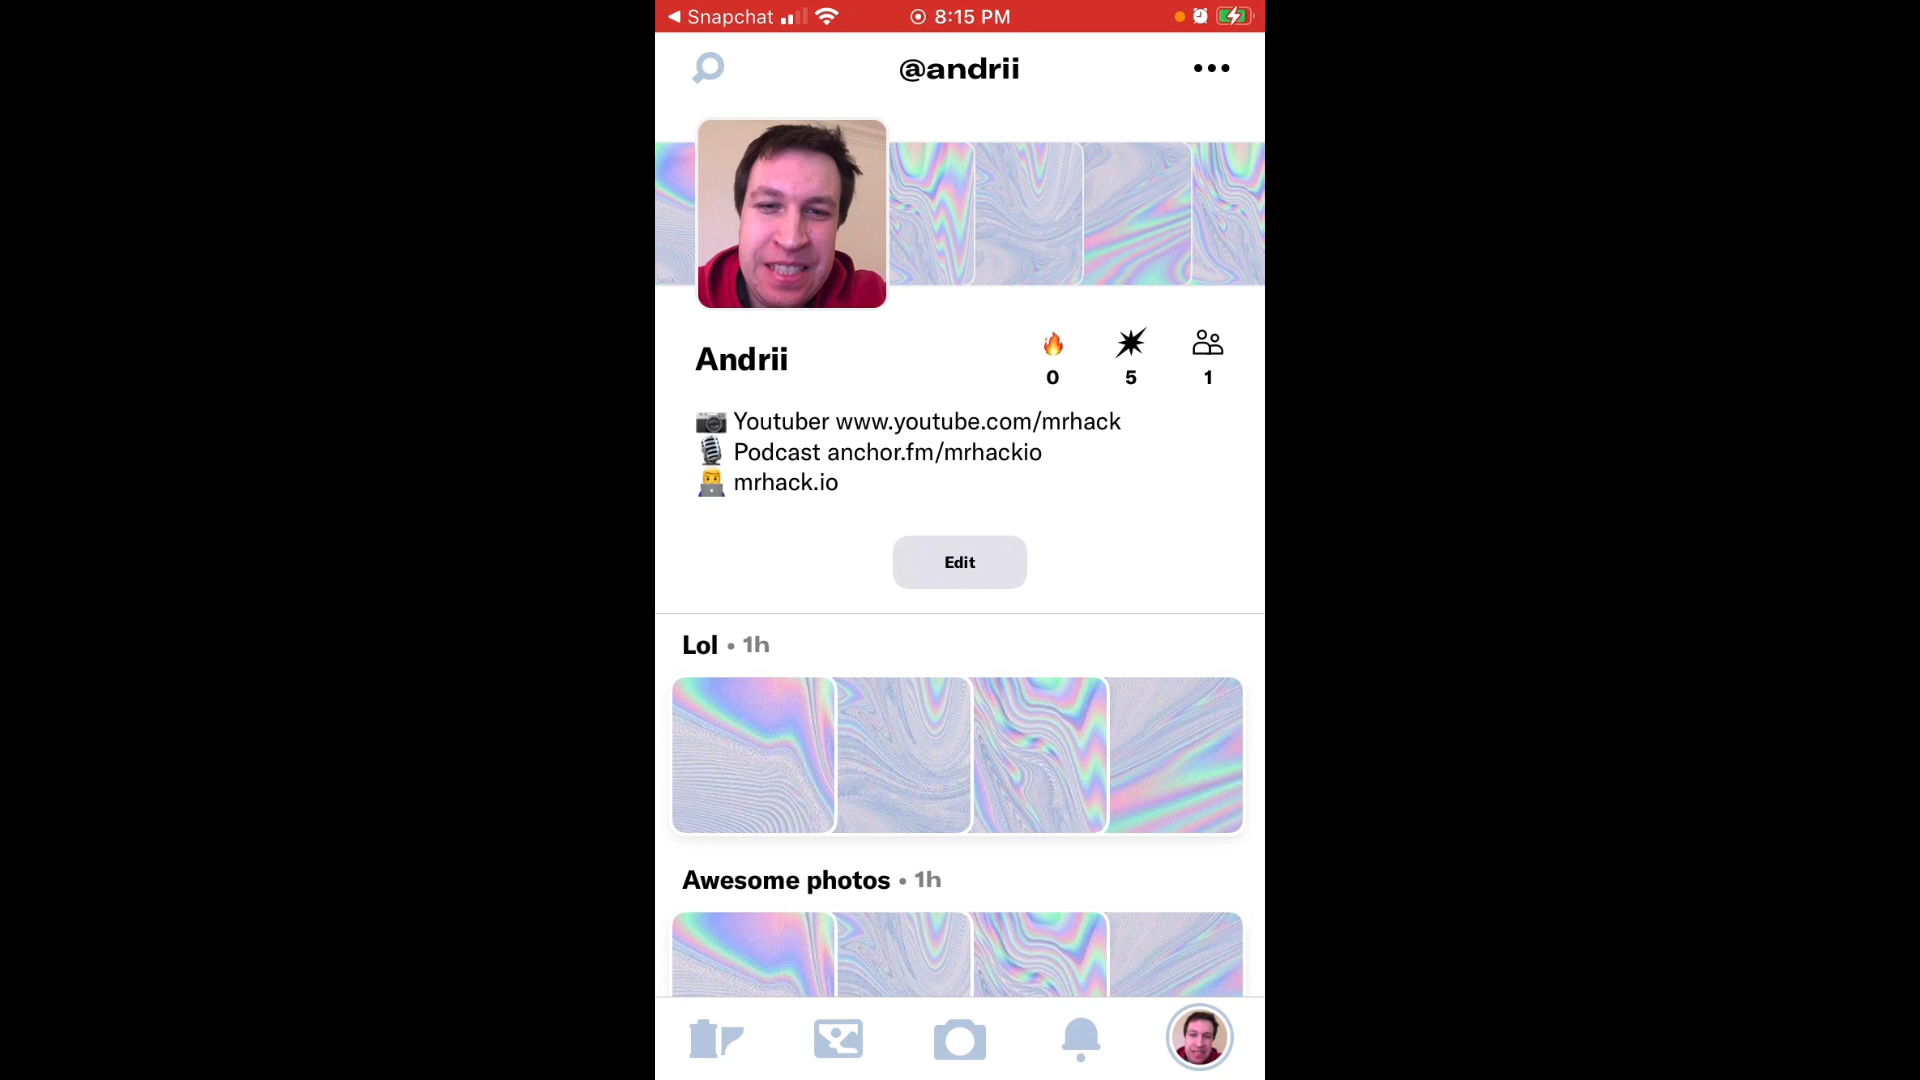 Snapchat
8:15 PM
@andrii
Andrii
0
5
1
Youtuber www.youtube.com/mrhack
Podcast anchor.fm/mrhackio
mrhack.io
Edit
Lol • 1h
Awesome photos • 1h